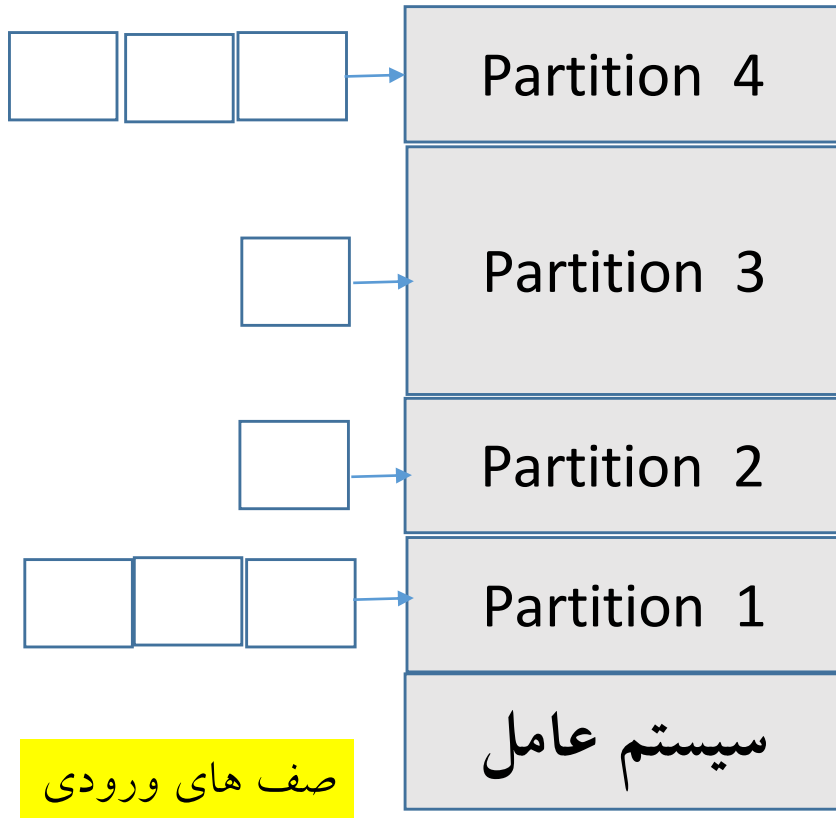 Partition 4
Partition 3
Partition 2
Partition 1
سیستم عامل
صف های ورودی